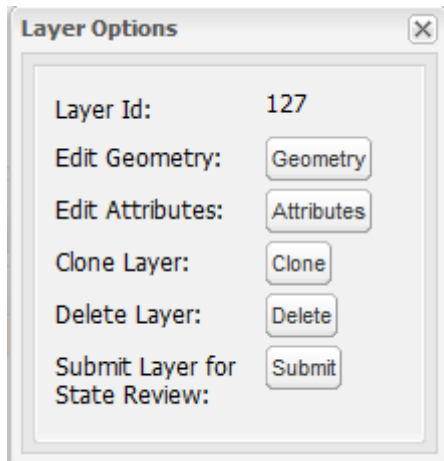 Layer Options
Layer Id: 127
Edit Geometry: Geometry
Edit Attributes: Attributes
Clone Layer: Clone
Delete Layer: Delete
Submit Layer for Submit
State Review: